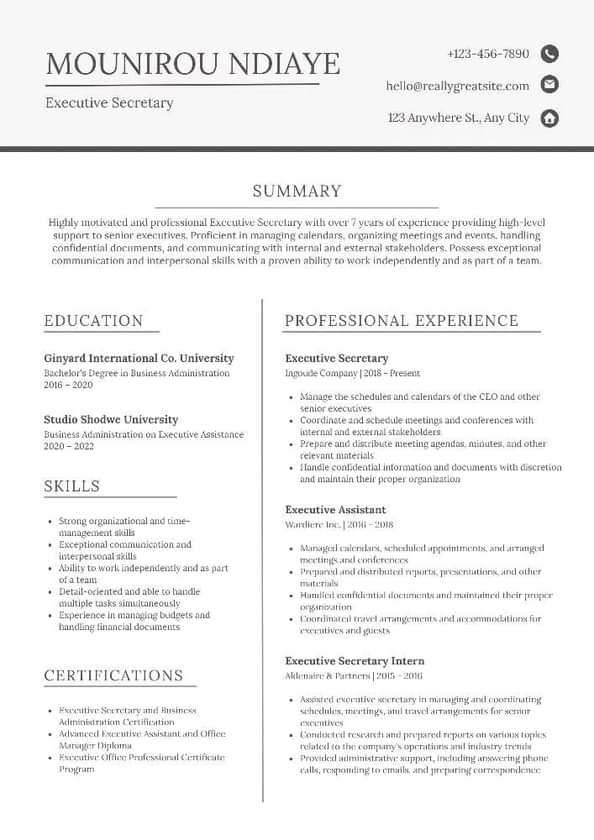 MOUNIROU NDIAYE
Executive Secretary
+123-456-7890
hello@reallygreatsite.com
123 Anywhere St., Any City
SUMMARY
Highly motivated and professional Executive Secretary with over 7 years of experience providing high-level
support to senior executives. Proficient in managing calendars, organizing meetings and events, handling
confidential documents, and communicating with internal and external stakeholders. Possess exceptional
communication and interpersonal skills with a proven ability to work independently and as part of a team.
EDUCATION
Ginyard International Co. University
Bachelor's Degree in Business Administration
2016 – 2020
Studio Shodwe University
Business Administration on Executive Assistance
2020 – 2022
SKILLS
• Strong organizational and time-
management skills
• Exceptional communication and
interpersonal skills
• Ability to work independently and as part
of a team
• Detail-oriented and able to handle
multiple tasks simultaneously
• Experience in managing budgets and
handling financial documents
CERTIFICATIONS
• Executive Secretary and Business
Administration Certification
• Advanced Executive Assistant and Office
Manager Diploma
• Executive Office Professional Certificate
Program
PROFESSIONAL EXPERIENCE
Executive Secretary
Ingoude Company | 2018 - Present
• Manage the schedules and calendars of the CEO and other
senior executives
• Coordinate and schedule meetings and conferences with
internal and external stakeholders
• Prepare and distribute meeting agendas, minutes, and other
relevant materials
• Handle confidential information and documents with discretion
and maintain their proper organization
Executive Assistant
Wardiere Inc. | 2016 - 2018
• Managed calendars, scheduled appointments, and arranged
meetings and conferences
• Prepared and distributed reports, presentations, and other
materials
• Handled confidential documents and maintained their proper
organization
• Coordinated travel arrangements and accommodations for
executives and guests
Executive Secretary Intern
Aldenaire & Partners | 2015 - 2016
• Assisted executive secretary in managing and coordinating
schedules, meetings, and travel arrangements for senior
executives
• Conducted research and prepared reports on various topics
related to the company's operations and industry trends
• Provided administrative support, including answering phone
calls, responding to emails, and preparing correspondence